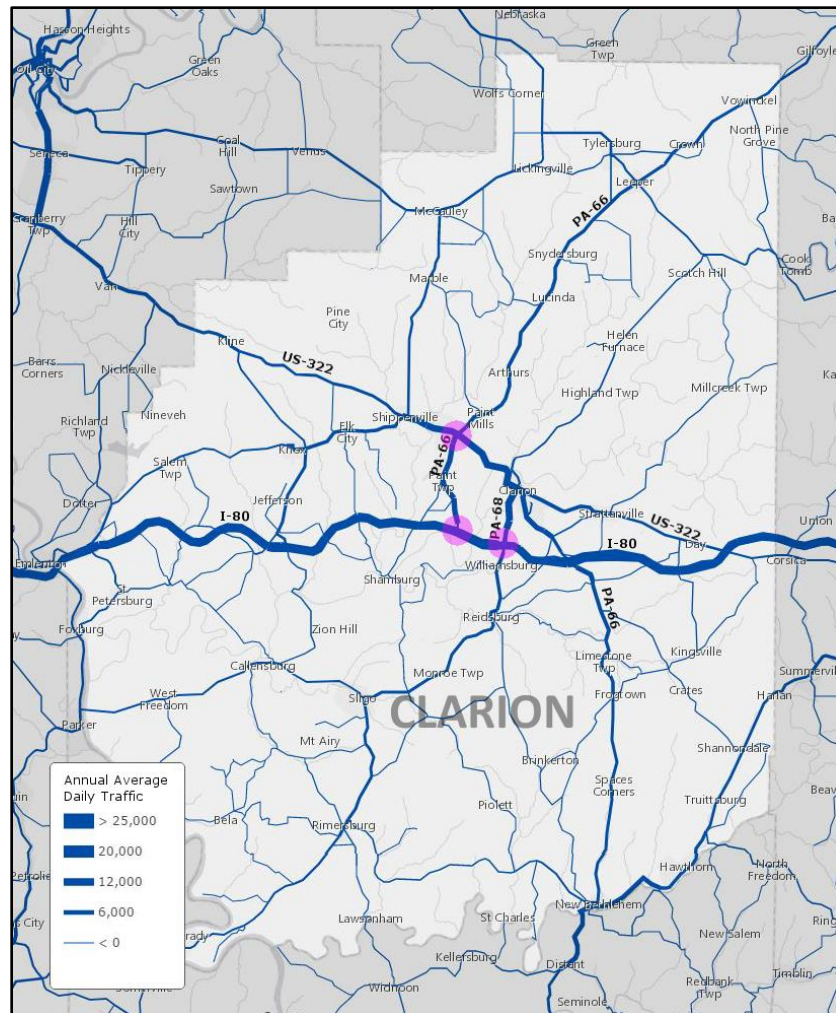 Nebraska
Hasson Heights
Green
Twp
Gilfoyle
Green
Oaks
Oil City
Wolfs Corner
Vowinckel
North Pine
Grove
Coal
Hill
Venus
Tylersburg
Crown
Seneca
Tippery
Lickingville
Leeper
Sawtown
PA-66
Cranberry
Twp
Hill
City
McCauley
Snydersburg
Cook
Tomb
Scotch Hill
Van
Marble
Lucinda
Pine
City
Helen
Furnace
Kline
US-322
Barrs
Corners
Nickleville
Arthurs
Highland Twp
Millcreek Twp
Richland
Twp
Nineveh
Shippenville
Paint
Mills
Elk
City
PA-66
Knox
Salem
Twp
Paint
Twp
Clarion
Dotter
Jefferson
PA-68
Strattanville
US-322
Union
I-80
I-80
Day
Corsica
Emlenton
Williamsburg
Shamburg
St
Petersburg
PA-66
Foxburg
Zion Hill
Reidsburg
Limestone
Twp
Kingsville
Callensburg
Monroe Twp
Summerville
West
Freedom
Sligo
Frogtown
Crates
Harlan
Parker
CLARION
Mt Airy
Shannondale
Brinkerton
Annual Average
Daily Traffic
> 25,000
20,000
12,000
6,000
< 0
Spaces
Corners
Piolett
Truittsburg
Bela
Rimersburg
Hawthorn
North
Freedom
New Bethlehem
Lawsonham
St Charles
New Salem
Kellersburg
Distant
Timblin
Widnoon
Redbank
Twp
Seminole